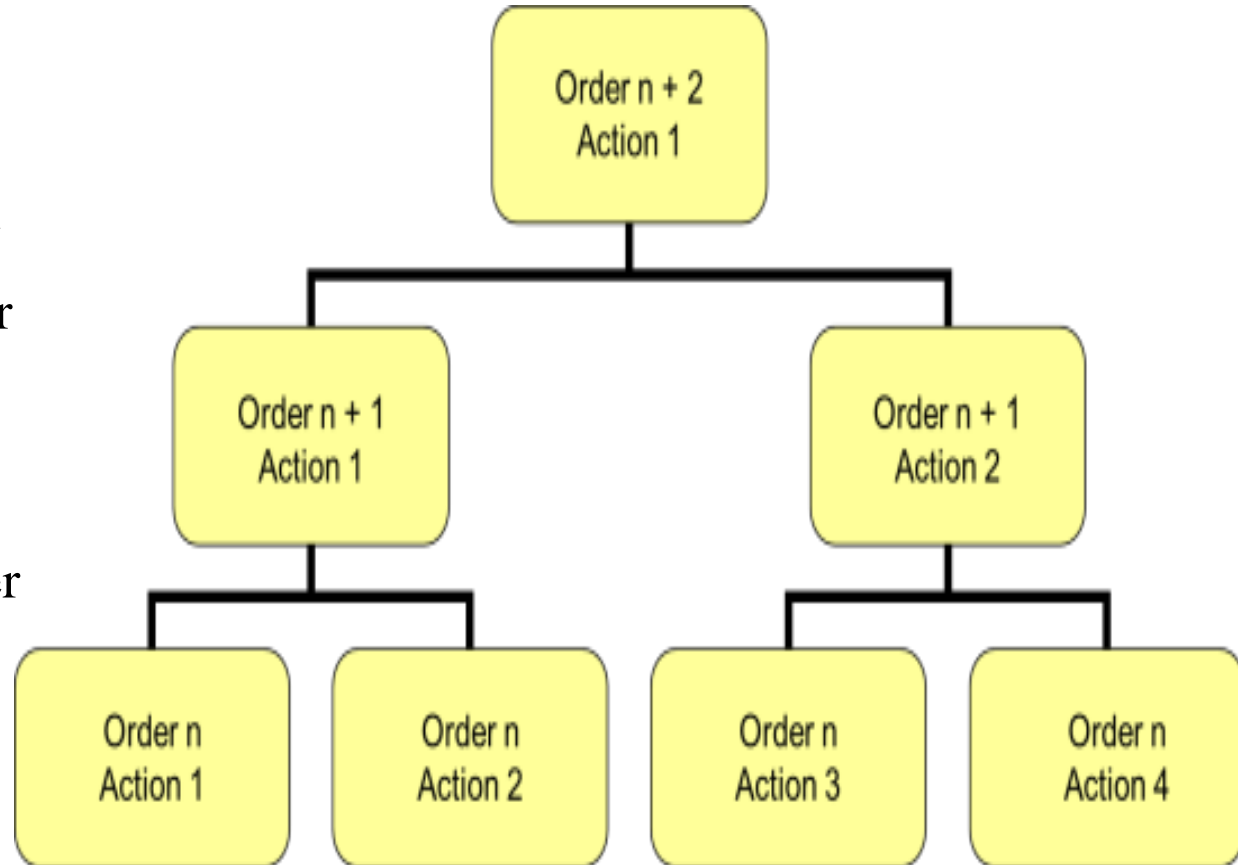 Order n + 2
Action 1
Order n + 1
Action 1
Order n + 1
Action 2
Order n
Action 1
Order n
Action 2
Order n
Action 3
Order n
Action 4